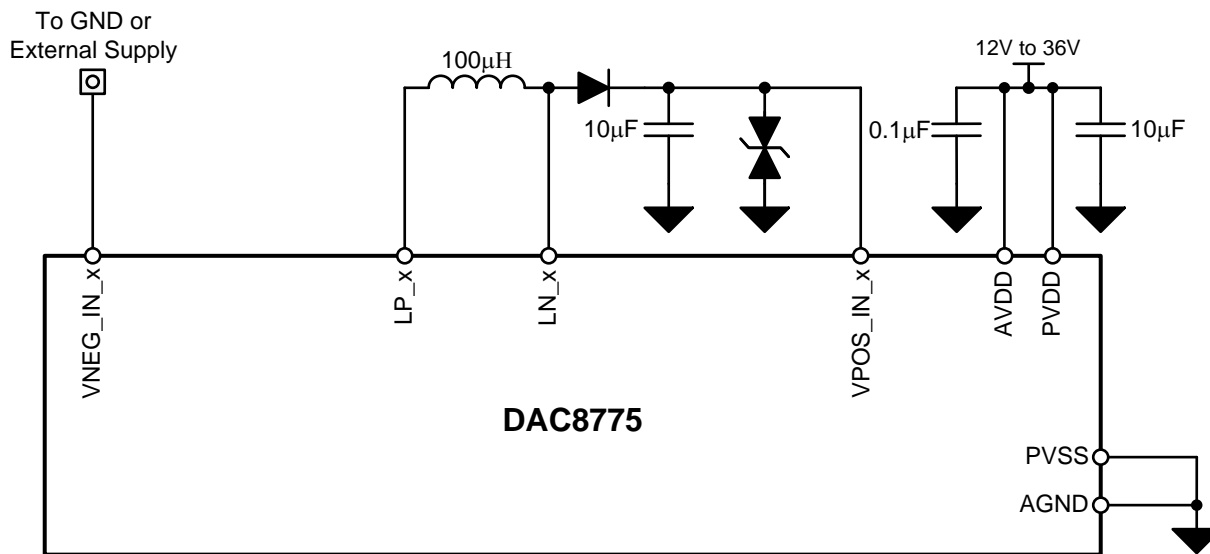 To GND or
External Supply
100μH
12V to 36V
10μF
0.1μF
10μF
VNEG_IN_x
LP_x
LN_x
VPOS_IN_x
AVDD
PVDD
DAC8775
PVSS
AGND